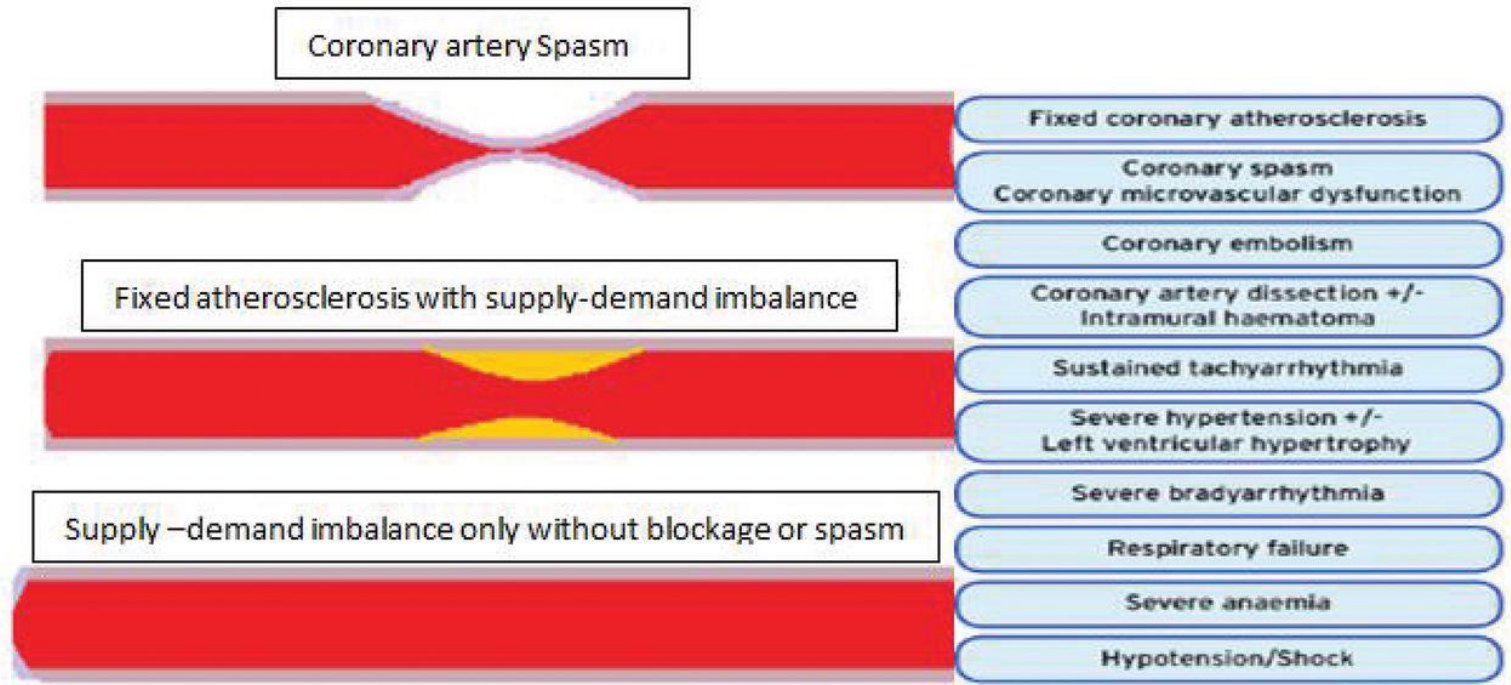 Coronary artery Spasm
Fixed atherosclerosis with supply-demand imbalance
Supply –demand imbalance only without blockage or spasm
Fixed coronary atherosclerosis
Coronary spasm
Coronary microvascular dysfunction
Coronary embolism
Coronary artery dissection +/-
Intramural haematoma
Sustained tachyarrhythmia
Severe hypertension +/-
Left ventricular hypertrophy
Severe bradyarrhythmia
Respiratory failure
Severe anaemia
Hypotension/Shock